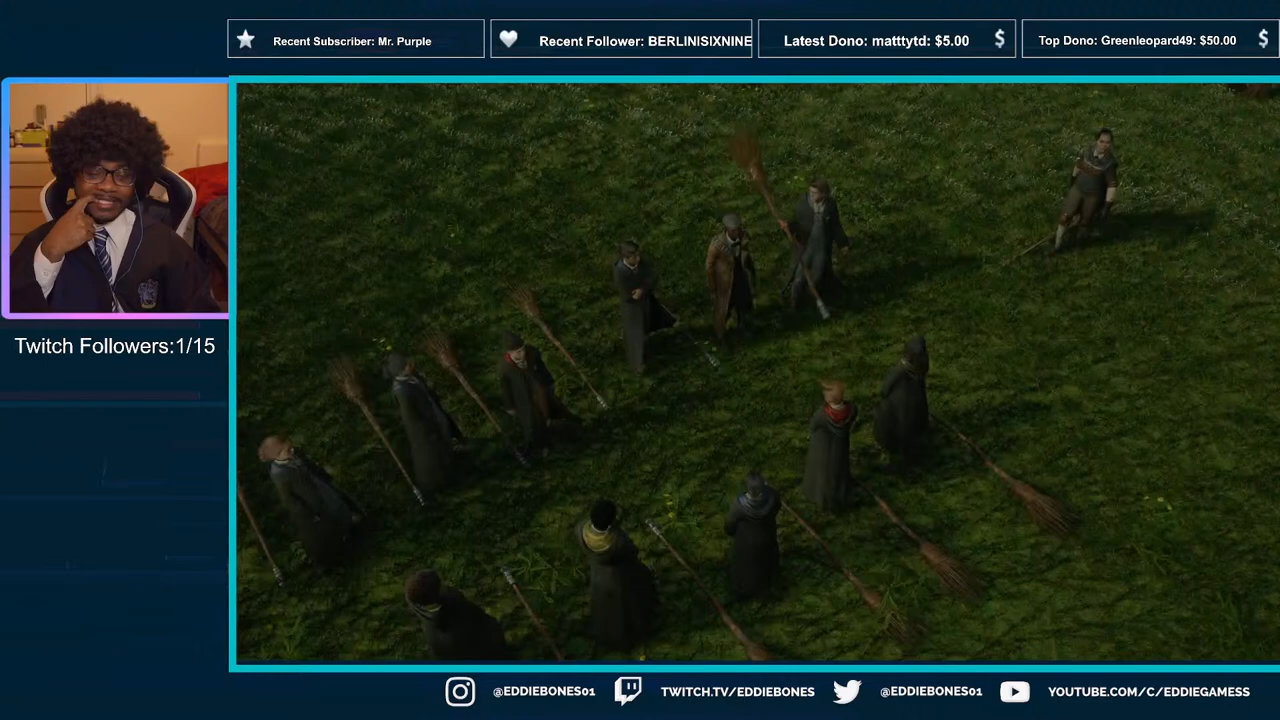 Recent Subscriber: Mr. Purple
Recent Follower: BERLINISIXNINE
Latest Dono: matttytd: $5.00
Top Dono: Greenleopard49: $50.00
Twitch Followers:1/15
@EDDIEBONES01
TWITCH.TV/EDDIEBONES
@EDDIEBONES01
YOUTUBE.COM/C/EDDIEGAMESS